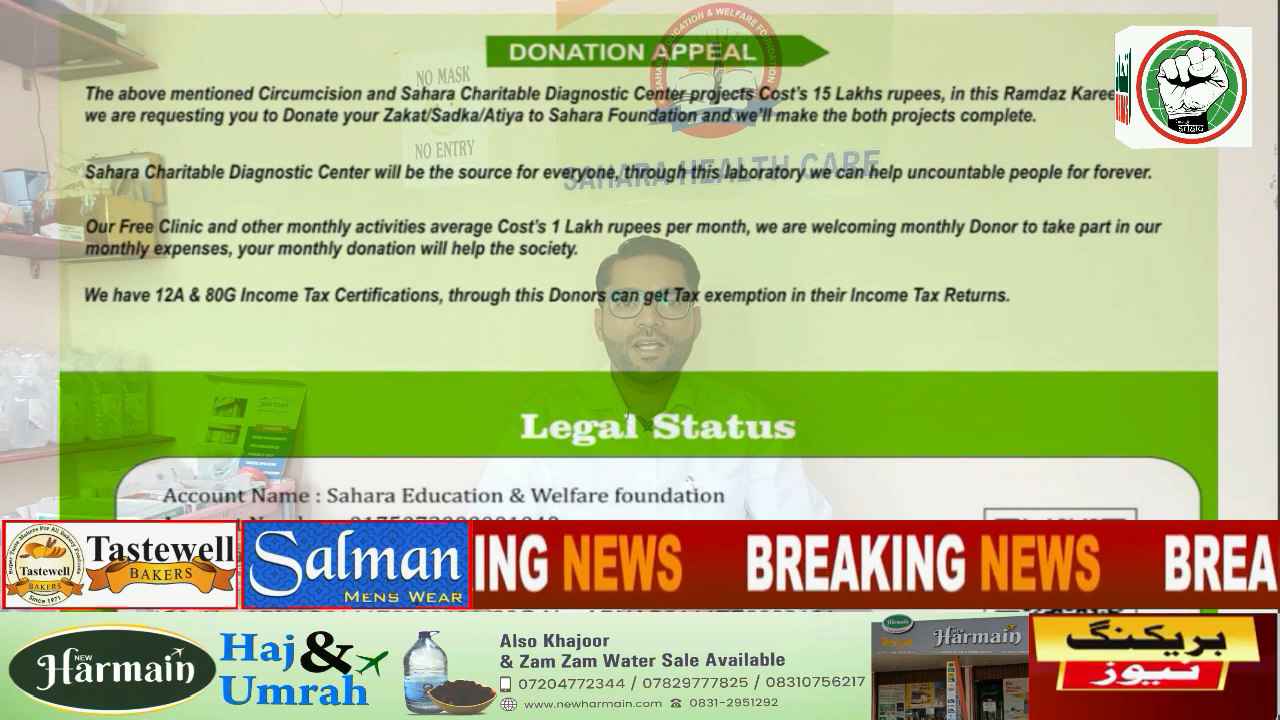 DONATION APPEAL
The above mentioned Circumcision and Sahara Charitable Diagnostic Center projects Cost's 15 Lakhs rupees, in this Ramdaz Karee
we are requesting you to Donate your Zakat/Sadka/Atiya to Sahara Foundation and we'll make the both projects complete.
Sahara Charitable Diagnostic Center will be the source for everyone, through this laboratory we can help uncountable people for forever.
Our Free Clinic and other monthly activities average Cost's 1 Lakh rupees per month, we are welcoming monthly Donor to take part in our
monthly expenses, your monthly donation will help the society.
We have 12A & 80G Income Tax Certifications, through this Donors can get Tax exemption in their Income Tax Returns.
NO MASK
NO ENTRY
SAHARA HEALTH CARE
Legal Status
Account Name : Sahara Education & Welfare foundation
Tastewell
BAKERS
Since 1971
Tastewell
BAKERS
Salman
MENS WEAR
ING NEWS
BREAKING NEWS
BREA
NEW
Harmain
Haj &
Umrah
Also Khajoor
& Zam Zam Water Sale Available
07204772344 / 07829777825 / 08310756217
www.newharmain.com 0831-2951292
Harmain
بریکنگ
نیوز